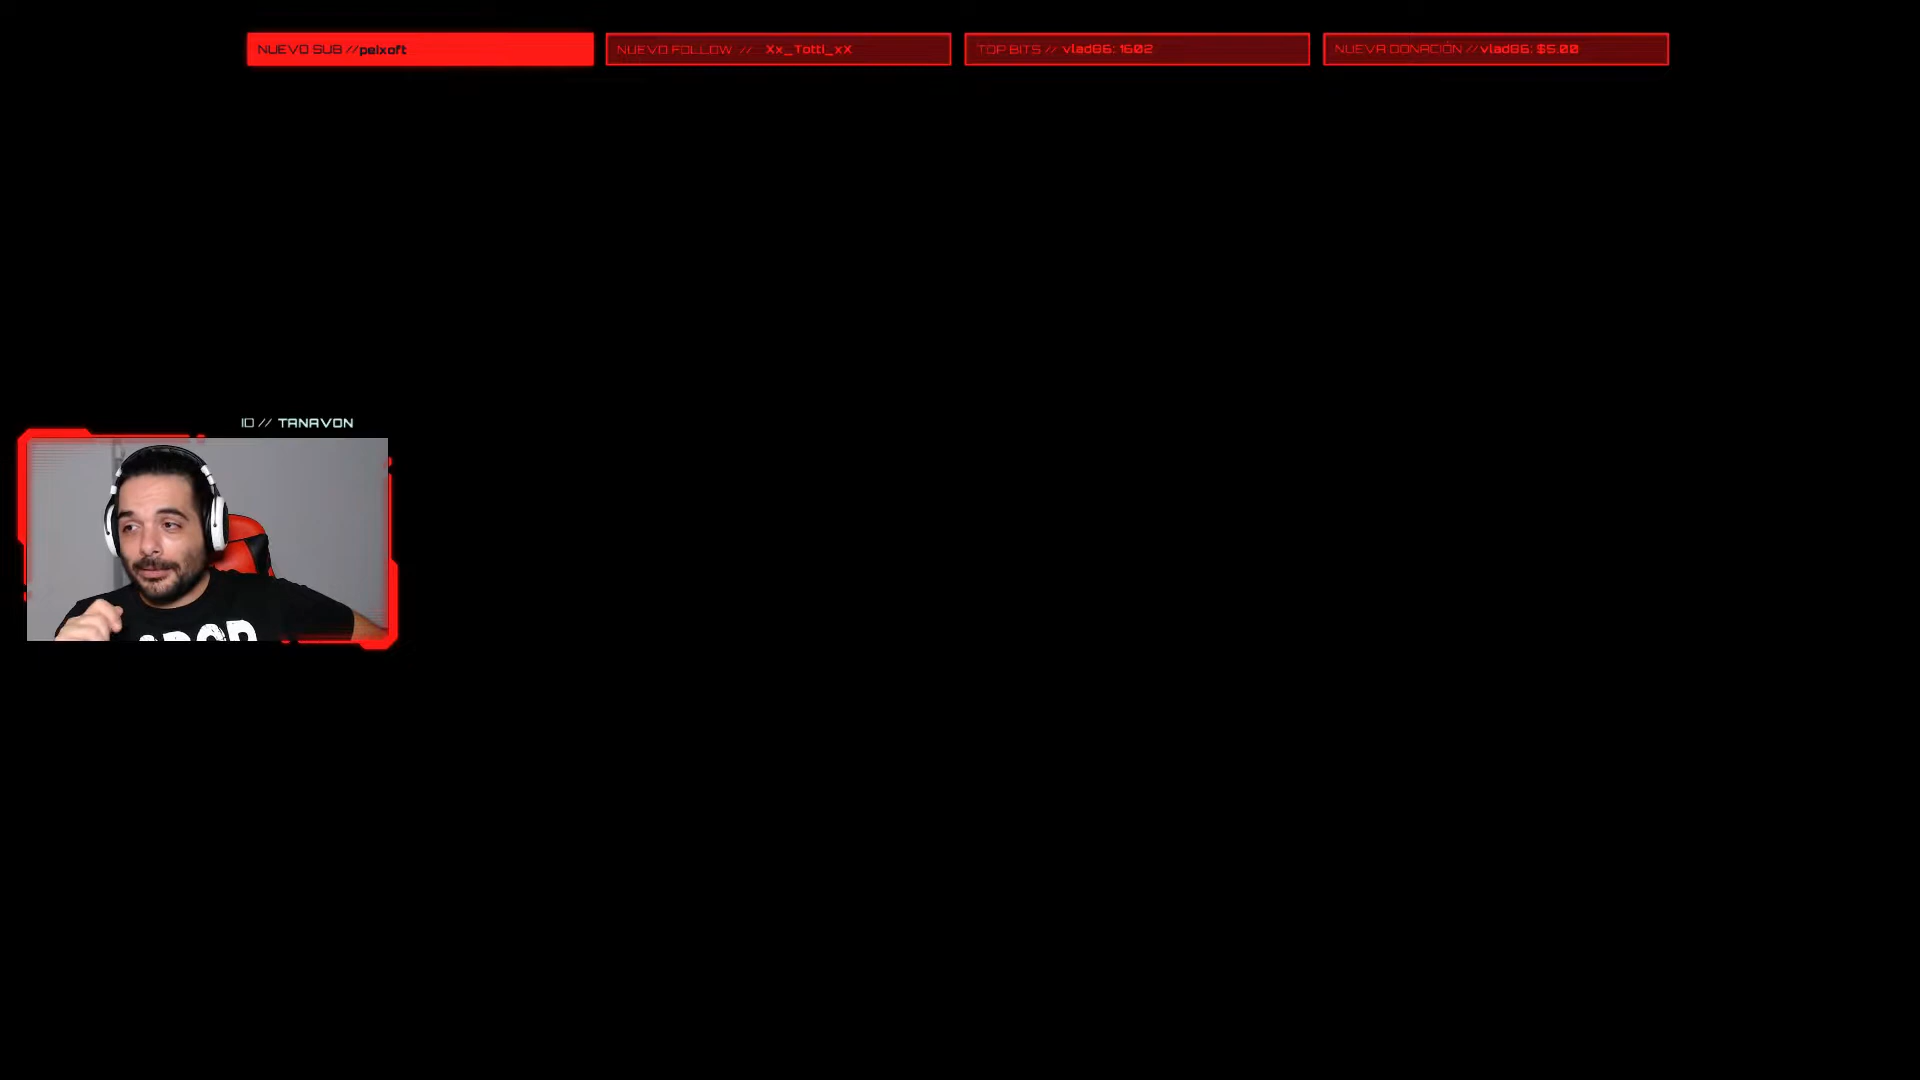 NUEVO SUB // peixoft
NUEVO FOLLOW // Xx_Totti_xX
TOP BITS // vlad86: 1602
NUEVA DONACIÓN // vlad86: $5.00
ID // TANAVON